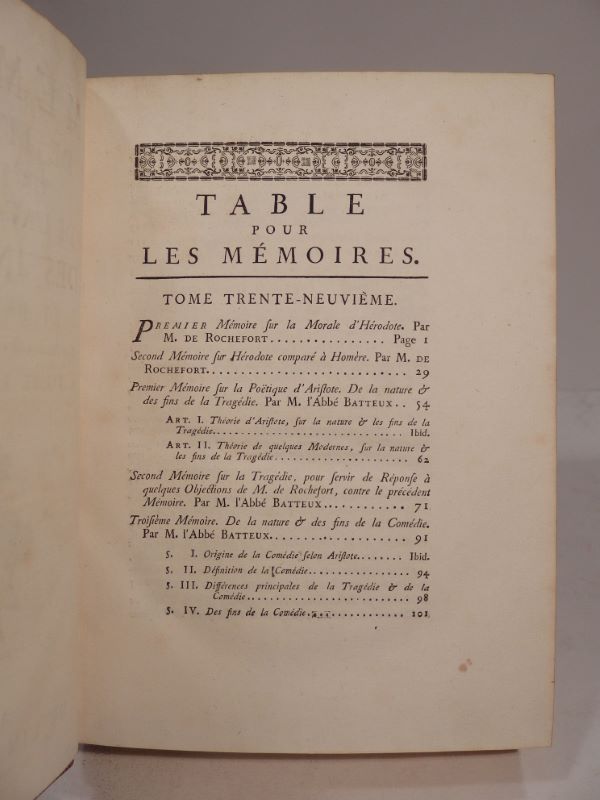 TABLE
POUR
LES MÉMOIRES.
TOME TRENTE-NEUVIÈME.
PREMIER Mémoire ſur la Morale d'Hérodote. Par
M. DE ROCHEFORT................ Page 1
Second Mémoire ſur Hérodote comparé à Homère. Par M. DE
ROCHEFORT........................... 29
Premier Mémoire ſur la Poëtique d'Ariſtote. De la nature &
des fins de la Tragédie. Par M. l'Abbé BATTEUX.. 54
ART. I. Théorie d'Ariſtote, ſur la nature & les fins de la
Tragédie................................ Ibid.
ART. II. Théorie de quelques Modernes, ſur la nature &
les fins de la Tragédie...................... 62
Second Mémoire ſur la Tragédie, pour ſervir de Réponſe à
quelques Objections de M. de Rochefort, contre le précédent
Mémoire. Par M. l'Abbé BATTEUX............ 71
Troiſième Mémoire. De la nature & des fins de la Comédie.
Par M. l'Abbé BATTEUX.................. 91
§. I. Origine de la Comédie ſelon Ariſtote....... Ibid.
§. II. Définition de la Comédie................ 94
§. III. Différences principales de la Tragédie & de la
Comédie........................... 98
§. IV. Des fins de la Comédie................ 101